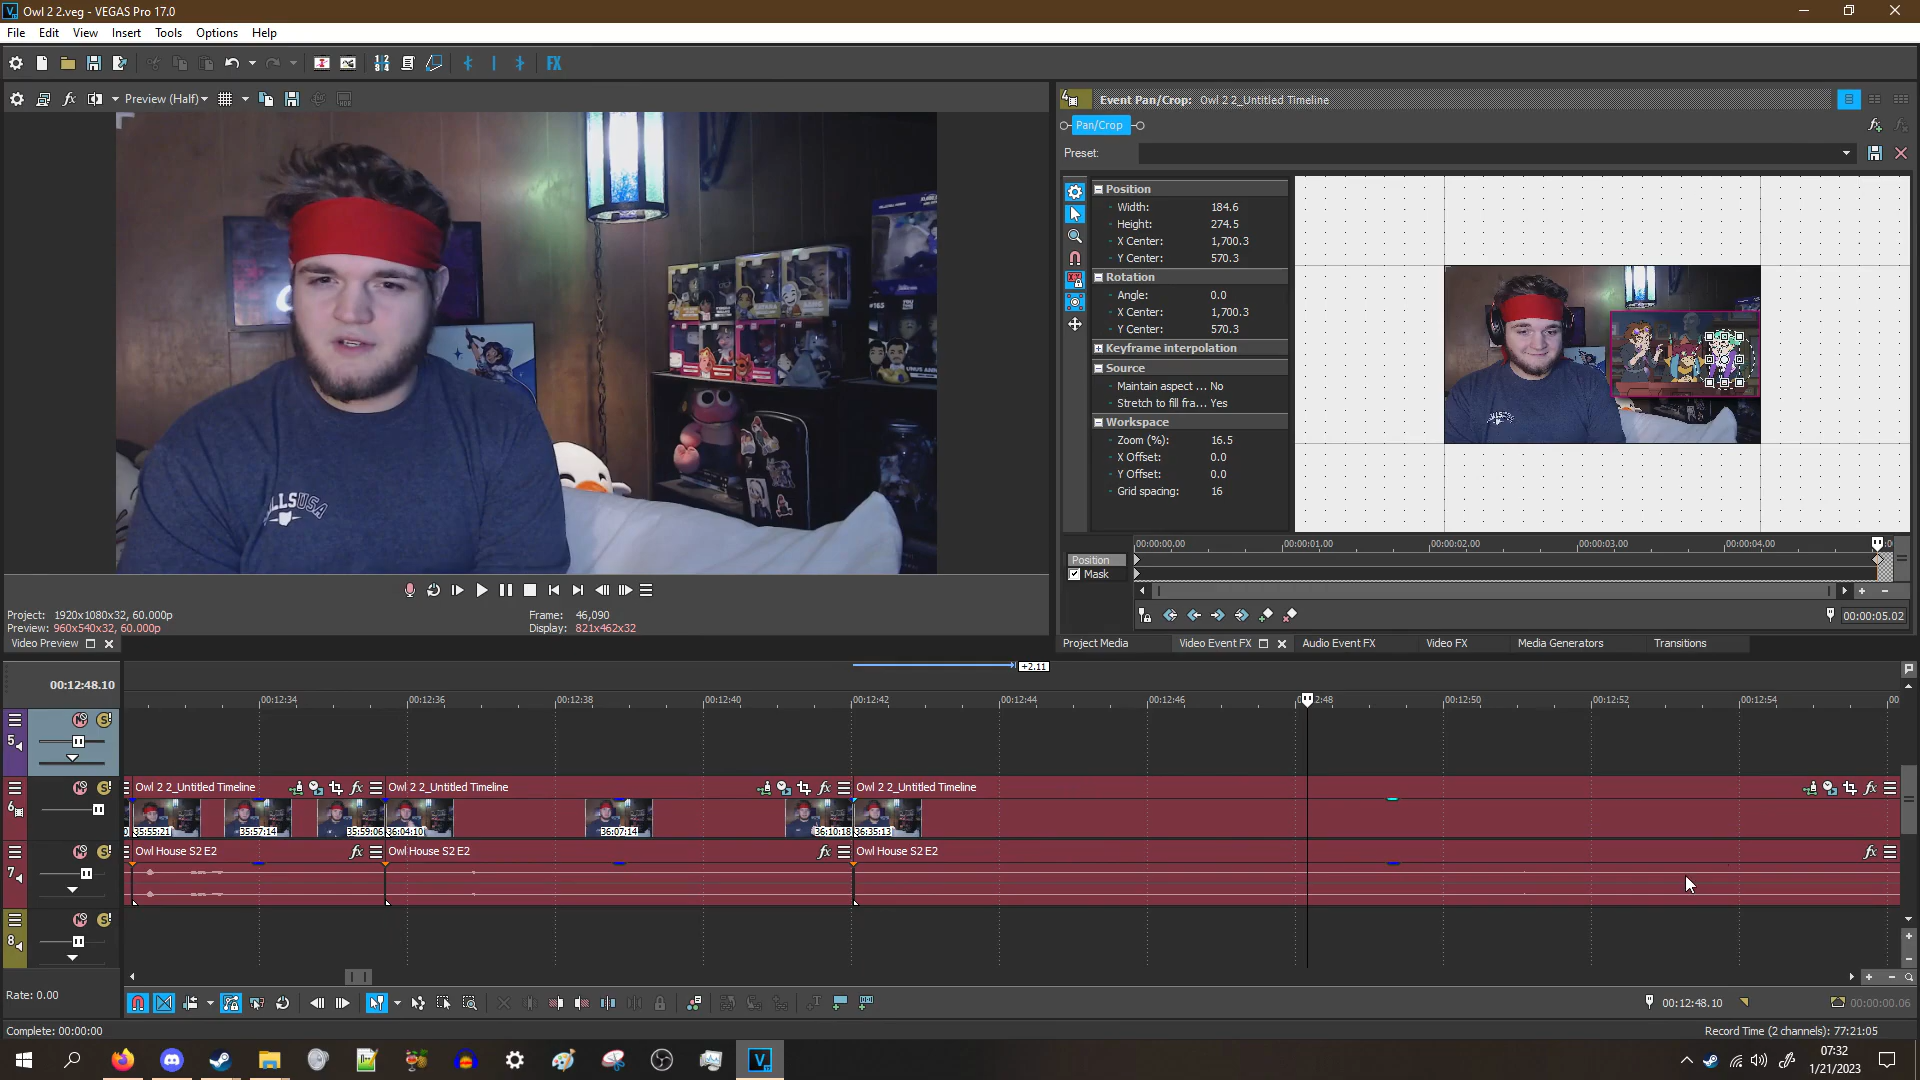 Owl 2 2.veg - VEGAS Pro 17.0
File Edit View Insert Tools Options Help
Preview (Half)
Event Pan/Crop: Owl 2 2_Untitled Timeline
Pan/Crop
Preset:
Position
Width: 184.6
Height: 274.5
X Center: 1,700.3
Y Center: 570.3
Rotation
Angle: 0.0
X Center: 1,700.3
Y Center: 570.3
Keyframe interpolation
Source
Maintain aspect ... No
Stretch to fill fra... Yes
Workspace
Zoom (%): 16.5
X Offset: 0.0
Y Offset: 0.0
Grid spacing: 16
00:00:00.00 00:00:01.00 00:00:02.00 00:00:03.00 00:00:04.00
Position
Mask
00:00:05.02
Project: 1920x1080x32, 60.000p
Preview: 960x540x32, 60.000p
Frame: 46,090
Display: 821x462x32
Video Preview
Project Media Video Event FX Audio Event FX Video FX Media Generators Transitions
+2.11
00:12:48.10
00:12:34 00:12:36 00:12:38 00:12:40 00:12:42 00:12:44 00:12:46 :12:48 00:12:50 00:12:52 00:12:54 00
5
6
Owl 2 2_Untitled Timeline Owl 2 2_Untitled Timeline Owl 2 2_Untitled Timeline
35:55:21 35:57:14 35:59:06 36:04:10 36:07:14 36:10:18 36:35:13
7
Owl House S2 E2 Owl House S2 E2 Owl House S2 E2
8
Rate: 0.00
00:12:48.10 00:00:00.06
Complete: 00:00:00
Record Time (2 channels): 77:21:05
07:32
1/21/2023
LLSUSA
#165